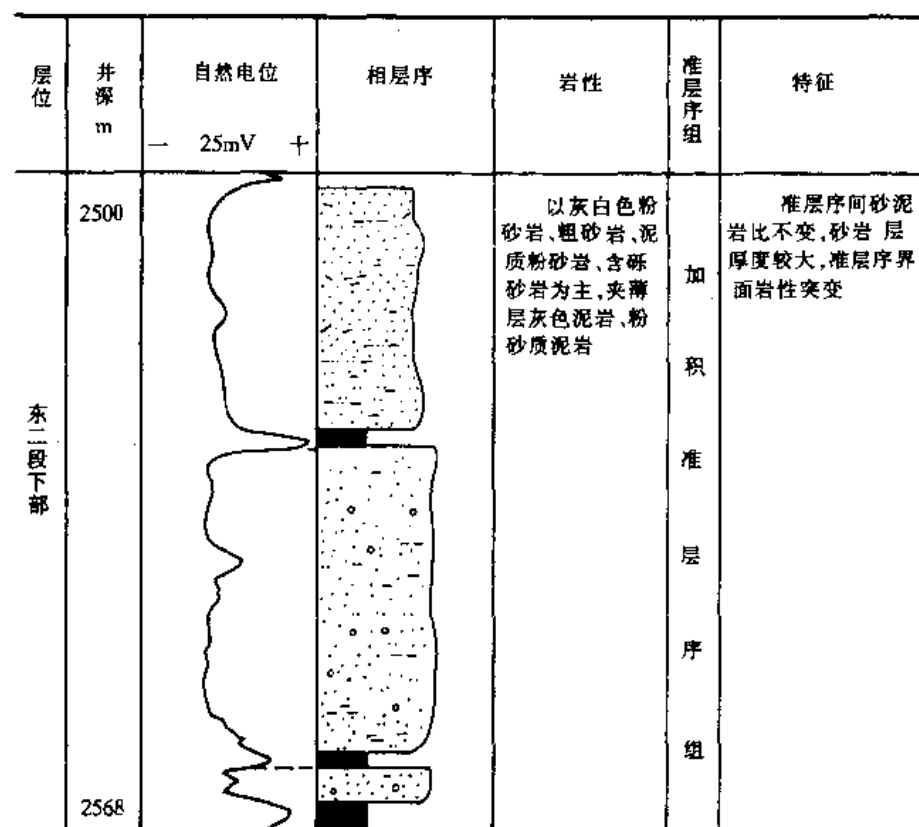 层位
井深
m
自然电位
— 25mV +
相层序
岩性
准层序组
特征
东二段下部
2500
2568
以灰白色粉
砂岩、粗砂岩、泥
质粉砂岩、含砾
砂岩为主,夹薄
层灰色泥岩、粉
砂质泥岩
加积准层序组
准层序间砂泥
岩比不变,砂岩 层
厚度较大,准层序界
面岩性突变